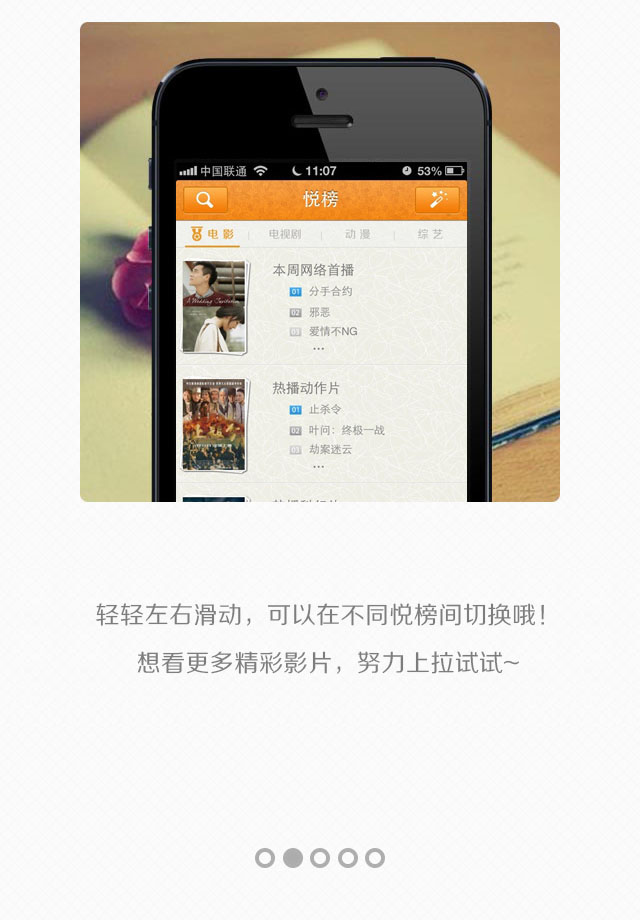 中国联通 11:07 53%
悦榜
电影 电视剧 动漫 综艺
本周网络首播
01 分手合约
02 邪恶
03 爱情不NG
...
A Wedding Invitation
热播动作片
01 止杀令
02 叶问：终极一战
03 劫案迷云
...
轻轻左右滑动，可以在不同悦榜间切换哦！
想看更多精彩影片，努力上拉试试~